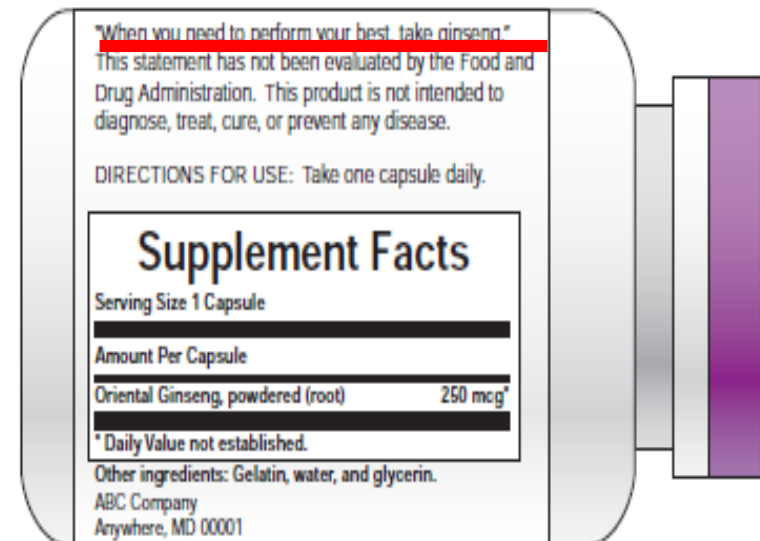 "When you need to perform your best, take ginseng."
This statement has not been evaluated by the Food and
Drug Administration. This product is not intended to
diagnose, treat, cure, or prevent any disease.
DIRECTIONS FOR USE: Take one capsule daily.
Supplement Facts
Serving Size 1 Capsule
Amount Per Capsule
Oriental Ginseng, powdered (root) 250 mcg*
* Daily Value not established.
Other ingredients: Gelatin, water, and glycerin.
ABC Company
Anywhere, MD 00001